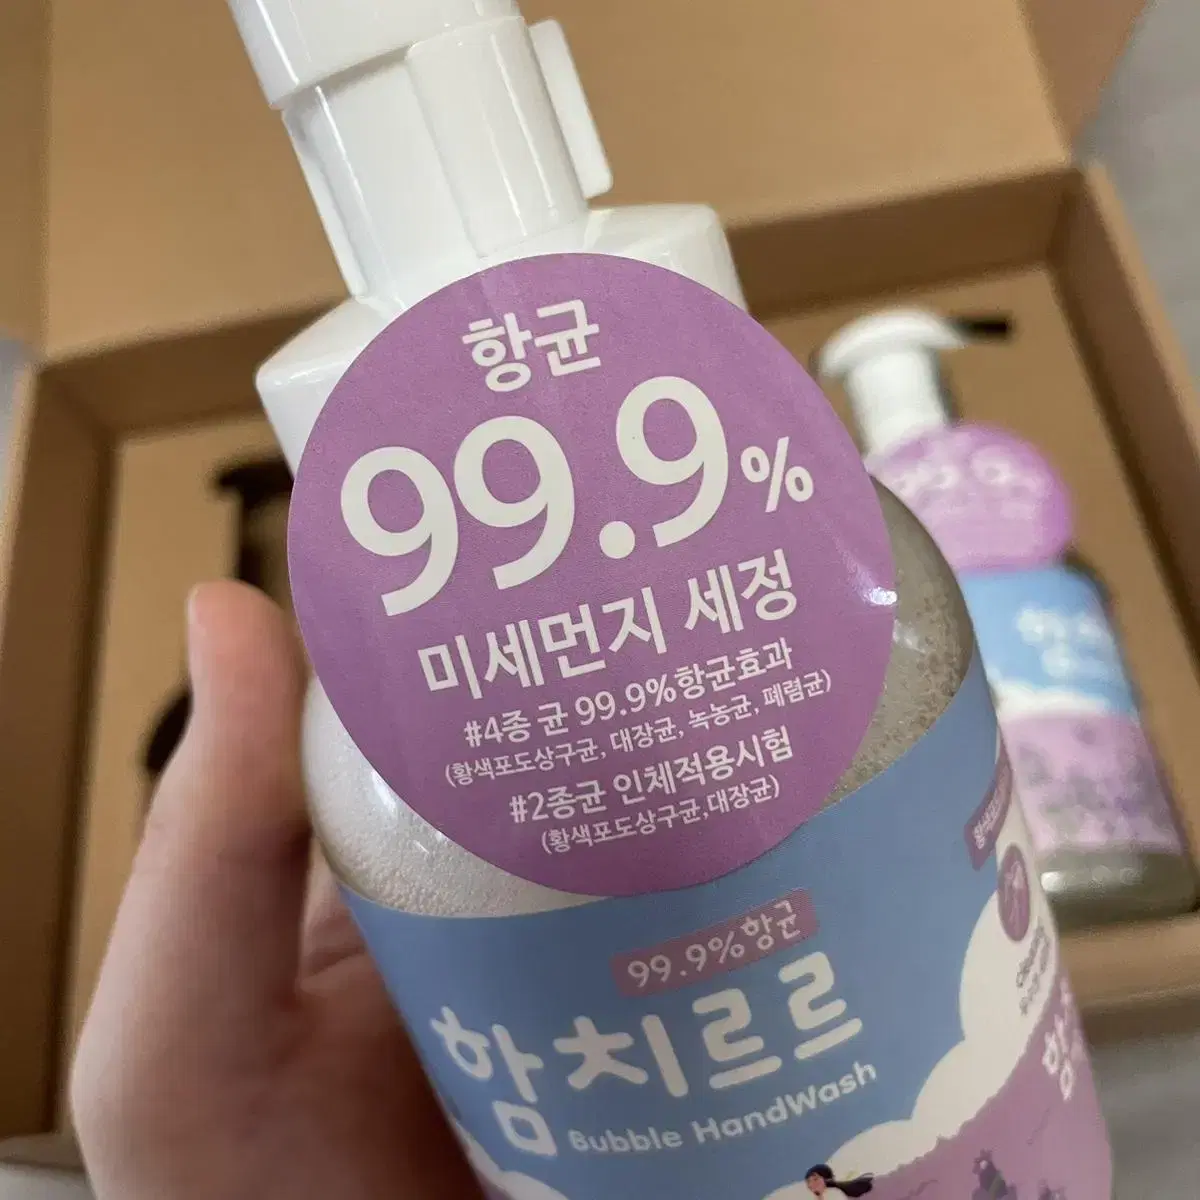 항균
99.9%
미세먼지 세정
#4종 균 99.9%항균효과
(황색포도상구균, 대장균, 녹농균, 폐렴균)
#2종균 인체적용시험
(황색포도상구균,대장균)
99.9%항균
함치르르
Bubble HandWash